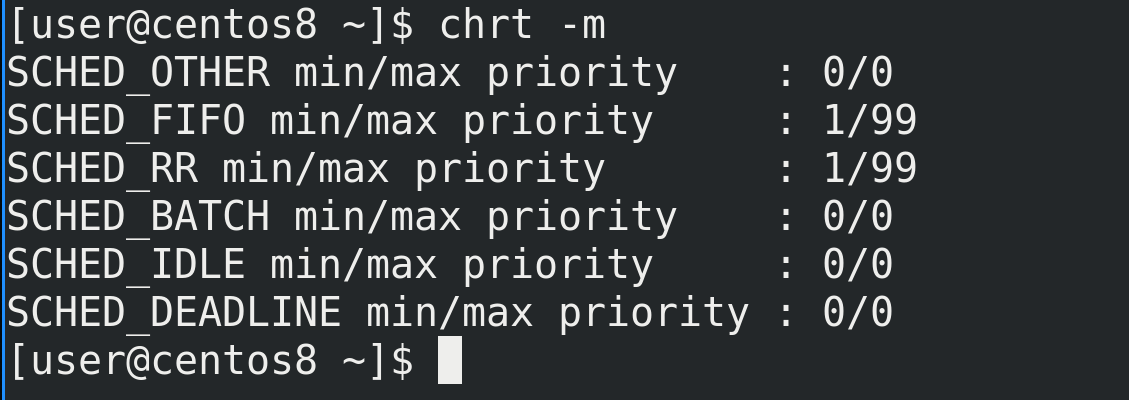 [user@centos8 ~]$ chrt -m
SCHED_OTHER min/max priority    : 0/0
SCHED_FIFO min/max priority     : 1/99
SCHED_RR min/max priority       : 1/99
SCHED_BATCH min/max priority    : 0/0
SCHED_IDLE min/max priority     : 0/0
SCHED_DEADLINE min/max priority : 0/0
[user@centos8 ~]$